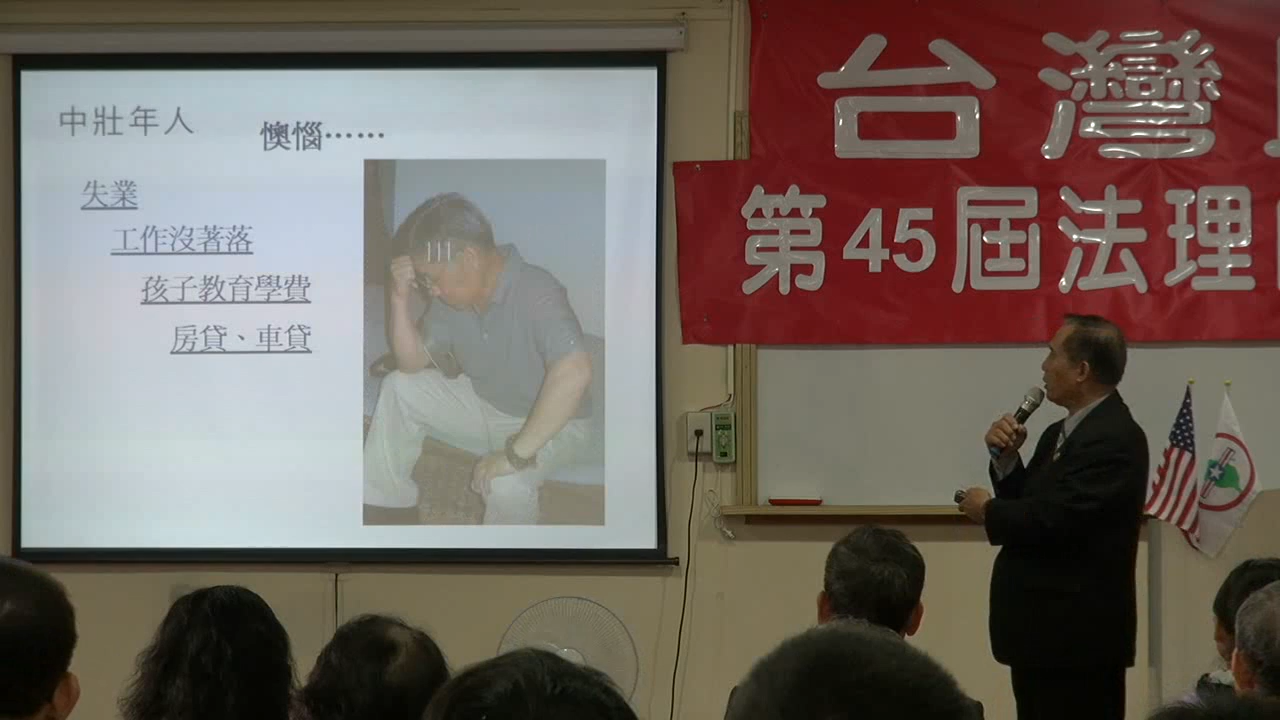 中壯年人
懊惱……
失業
工作沒著落
孩子教育學費
房貸、車貸
台灣
第45屆法理